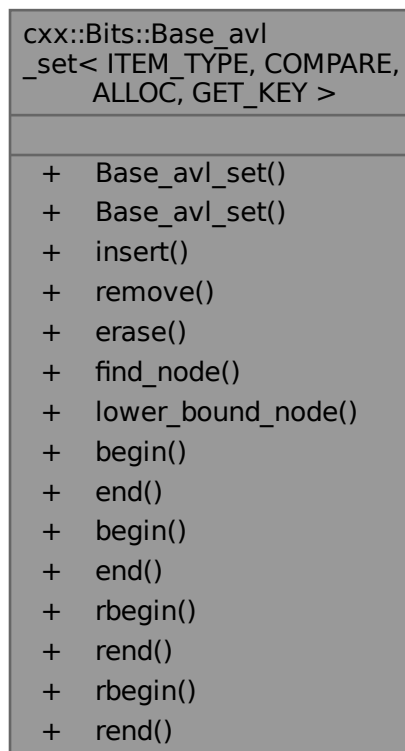 cxx::Bits::Base_avl
_set< ITEM_TYPE, COMPARE,
ALLOC, GET_KEY >
+ Base_avl_set()
+ Base_avl_set()
+ insert()
+ remove()
+ erase()
+ find_node()
+ lower_bound_node()
+ begin()
+ end()
+ begin()
+ end()
+ rbegin()
+ rend()
+ rbegin()
+ rend()